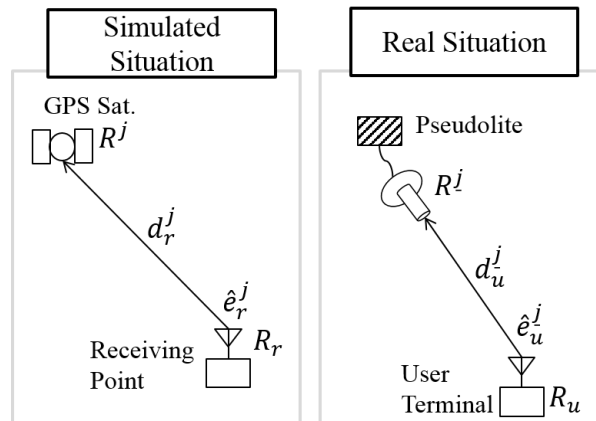 Simulated
Situation
GPS Sat.
R^j
d_r^j
ê_r^j
R_r
Receiving
Point
Real Situation
Pseudolite
R^j̲
d_u^j̲
ê_u^j̲
User
Terminal
R_u